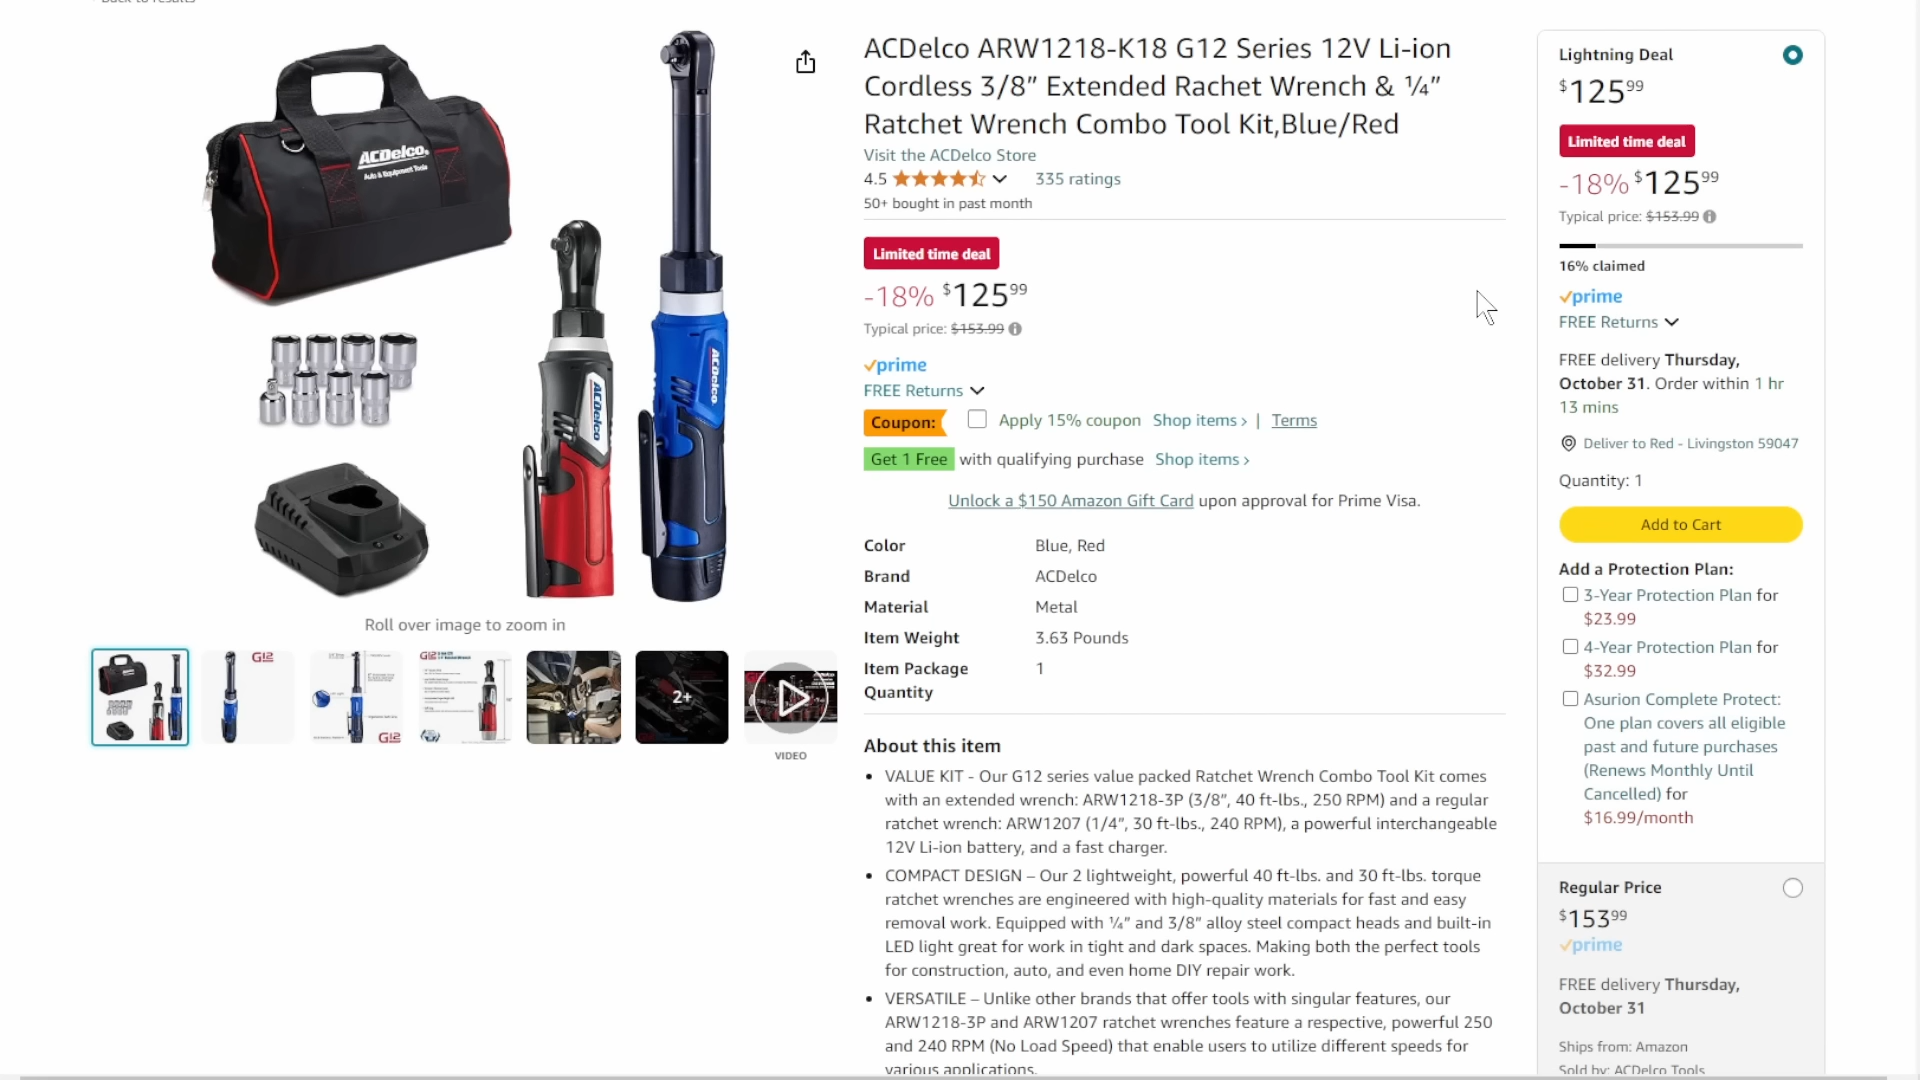 Back to results
ACDelco
Auto & Equipment Tools
ACDelco
ACDelco
Roll over image to zoom in
G12
G12
G12
2+
VIDEO
ACDelco ARW1218-K18 G12 Series 12V Li-ion
Cordless 3/8” Extended Rachet Wrench & ¼”
Ratchet Wrench Combo Tool Kit,Blue/Red
Visit the ACDelco Store
4.5 335 ratings
50+ bought in past month
Limited time deal
-18% $125 99
Typical price: $153.99
prime
FREE Returns
Coupon: Apply 15% coupon Shop items › | Terms
Get 1 Free with qualifying purchase Shop items ›
Unlock a $150 Amazon Gift Card upon approval for Prime Visa.
Color Blue, Red
Brand ACDelco
Material Metal
Item Weight 3.63 Pounds
Item Package 1
Quantity
About this item
• VALUE KIT - Our G12 series value packed Ratchet Wrench Combo Tool Kit comes
with an extended wrench: ARW1218-3P (3/8”, 40 ft-lbs., 250 RPM) and a regular
ratchet wrench: ARW1207 (1/4”, 30 ft-lbs., 240 RPM), a powerful interchangeable
12V Li-ion battery, and a fast charger.
• COMPACT DESIGN – Our 2 lightweight, powerful 40 ft-lbs. and 30 ft-lbs. torque
ratchet wrenches are engineered with high-quality materials for fast and easy
removal work. Equipped with ¼” and 3/8” alloy steel compact heads and built-in
LED light great for work in tight and dark spaces. Making both the perfect tools
for construction, auto, and even home DIY repair work.
• VERSATILE – Unlike other brands that offer tools with singular features, our
ARW1218-3P and ARW1207 ratchet wrenches feature a respective, powerful 250
and 240 RPM (No Load Speed) that enable users to utilize different speeds for
various applications.
Lightning Deal
$125 99
Limited time deal
-18% $125 99
Typical price: $153.99
16% claimed
prime
FREE Returns
FREE delivery Thursday,
October 31. Order within 1 hr
13 mins
Deliver to Red - Livingston 59047
Quantity: 1
Add to Cart
Add a Protection Plan:
3-Year Protection Plan for
$23.99
4-Year Protection Plan for
$32.99
Asurion Complete Protect:
One plan covers all eligible
past and future purchases
(Renews Monthly Until
Cancelled) for
$16.99/month
Regular Price
$153 99
prime
FREE delivery Thursday,
October 31
Ships from: Amazon
Sold by: ACDelco Tools